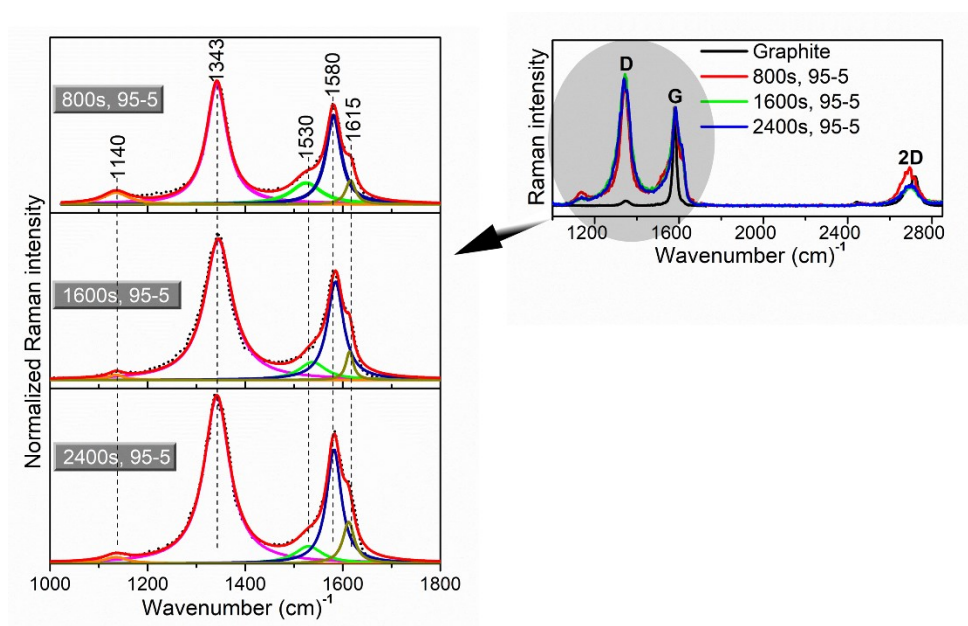 1140
1343
1530
1580
1615
800s, 95-5
1600s, 95-5
2400s, 95-5
Normalized Raman intensity
1000 1200 1400 1600 1800
Wavenumber (cm)-1
Graphite
800s, 95-5
1600s, 95-5
2400s, 95-5
D
G
2D
Raman intensity
1200 1600 2000 2400 2800
Wavenumber (cm)-1